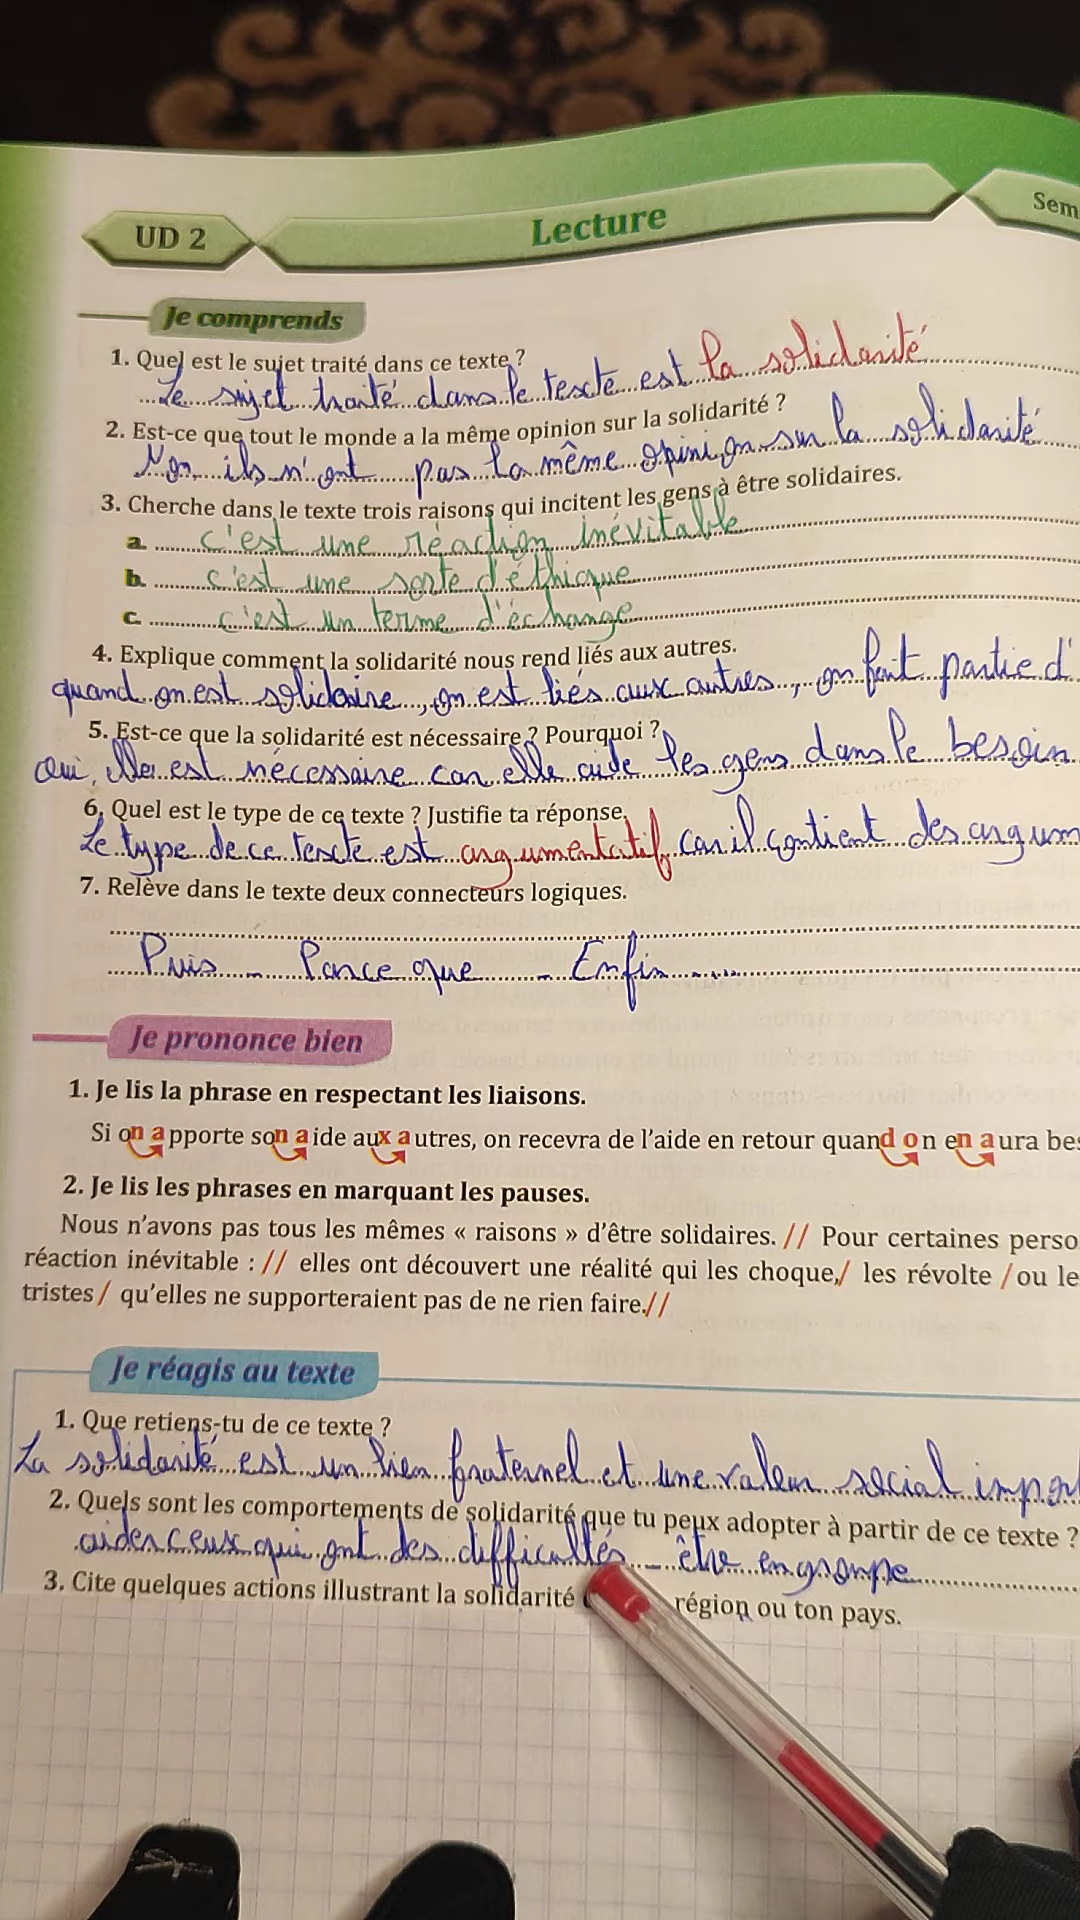 UD 2
Lecture
Sem
Je comprends
1. Quel est le sujet traité dans ce texte ?
Le sujet traité dans le texte est la solidarité
2. Est-ce que tout le monde a la même opinion sur la solidarité ?
Non, ils n'ont pas la même opinion sur la solidarité
3. Cherche dans le texte trois raisons qui incitent les gens à être solidaires.
a. c'est une réaction inévitable
b. c'est une sorte d'éthique
c. c'est un terme d'échange
4. Explique comment la solidarité nous rend liés aux autres.
quand on est solidaire, on est liés aux autres, on fait partie d'
5. Est-ce que la solidarité est nécessaire ? Pourquoi ?
Oui, elle est nécessaire car elle aide les gens dans le besoin
6. Quel est le type de ce texte ? Justifie ta réponse.
Le type de ce texte est argumentatif, car il contient des argum
7. Relève dans le texte deux connecteurs logiques.
Puis - Parce que - Enfin
Je prononce bien
1. Je lis la phrase en respectant les liaisons.
Si on apporte son aide aux autres, on recevra de l'aide en retour quand on en aura bes
2. Je lis les phrases en marquant les pauses.
Nous n'avons pas tous les mêmes « raisons » d'être solidaires. // Pour certaines perso
réaction inévitable : // elles ont découvert une réalité qui les choque,/ les révolte /ou le
tristes/ qu'elles ne supporteraient pas de ne rien faire.//
Je réagis au texte
1. Que retiens-tu de ce texte ?
La solidarité est un lien fraternel et une valeur social impor
2. Quels sont les comportements de solidarité que tu peux adopter à partir de ce texte ?
aider ceux qui ont des difficultés - être en groupe
3. Cite quelques actions illustrant la solidarité région ou ton pays.